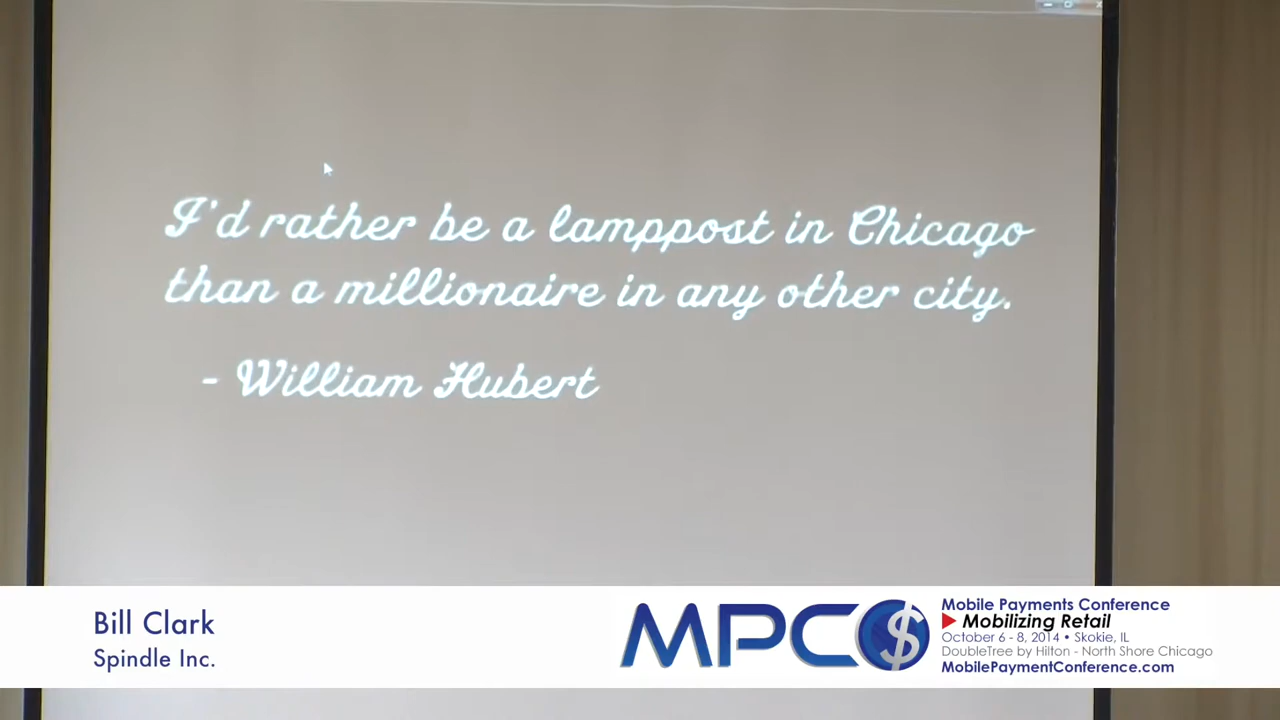 I'd rather be a lamppost in Chicago
than a millionaire in any other city.
- William Hubert
Bill Clark
Spindle Inc.
MPC$
Mobile Payments Conference
Mobilizing Retail
October 6 - 8, 2014 • Skokie, IL
DoubleTree by Hilton - North Shore Chicago
MobilePaymentConference.com